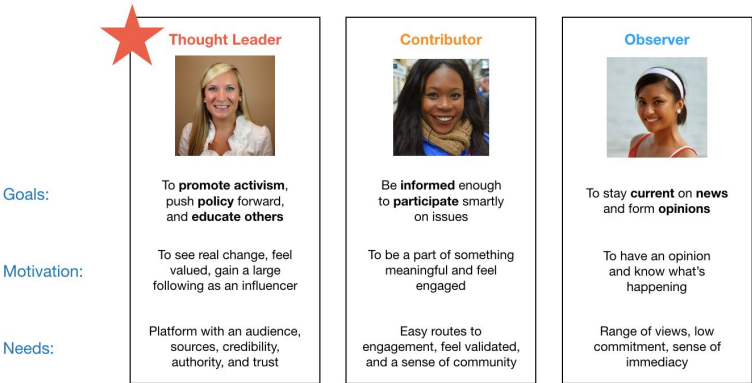 Thought Leader
Contributor
Observer
Goals:
To promote activism,
push policy forward,
and educate others
Be informed enough
to participate smartly
on issues
To stay current on news
and form opinions
Motivation:
To see real change, feel
valued, gain a large
following as an influencer
To be a part of something
meaningful and feel
engaged
To have an opinion
and know what's
happening
Needs:
Platform with an audience,
sources, credibility,
authority, and trust
Easy routes to
engagement, feel validated,
and a sense of community
Range of views, low
commitment, sense of
immediacy